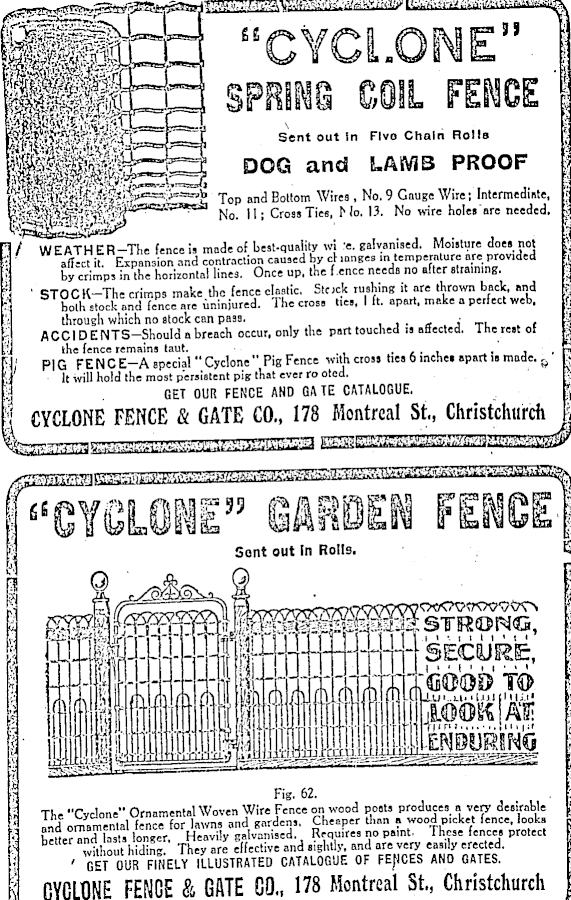 "CYCLONE"
SPRING COIL FENCE
Sent out in Five Chain Rolls
DOG and LAMB PROOF
Top and Bottom Wires, No. 9 Gauge Wire; Intermediate,
No. 11; Cross Ties, No. 13. No wire holes are needed.
WEATHER—The fence is made of best-quality wire, galvanised. Moisture does not
affect it. Expansion and contraction caused by changes in temperature are provided
by crimps in the horizontal lines. Once up, the fence needs no after straining.
STOCK—The crimps make the fence elastic. Stock rushing it are thrown back, and
both stock and fence are uninjured. The cross ties, 1 ft. apart, make a perfect web,
through which no stock can pass.
ACCIDENTS—Should a breach occur, only the part touched is affected. The rest of
the fence remains taut.
PIG FENCE—A special "Cyclone" Pig Fence with cross ties 6 inches apart is made.
It will hold the most persistent pig that ever rooted.
GET OUR FENCE AND GATE CATALOGUE.
CYCLONE FENCE & GATE CO., 178 Montreal St., Christchurch
"CYCLONE" GARDEN FENCE
Sent out in Rolls.
STRONG,
SECURE,
GOOD TO
LOOK AT
ENDURING
Fig. 62.
The "Cyclone" Ornamental Woven Wire Fence on wood posts produces a very desirable
and ornamental fence for lawns and gardens. Cheaper than a wood picket fence, looks
better and lasts longer. Heavily galvanised. Requires no paint. These fences protect
without hiding. They are effective and sightly, and are very easily erected.
GET OUR FINELY ILLUSTRATED CATALOGUE OF FENCES AND GATES.
CYCLONE FENCE & GATE CO., 178 Montreal St., Christchurch